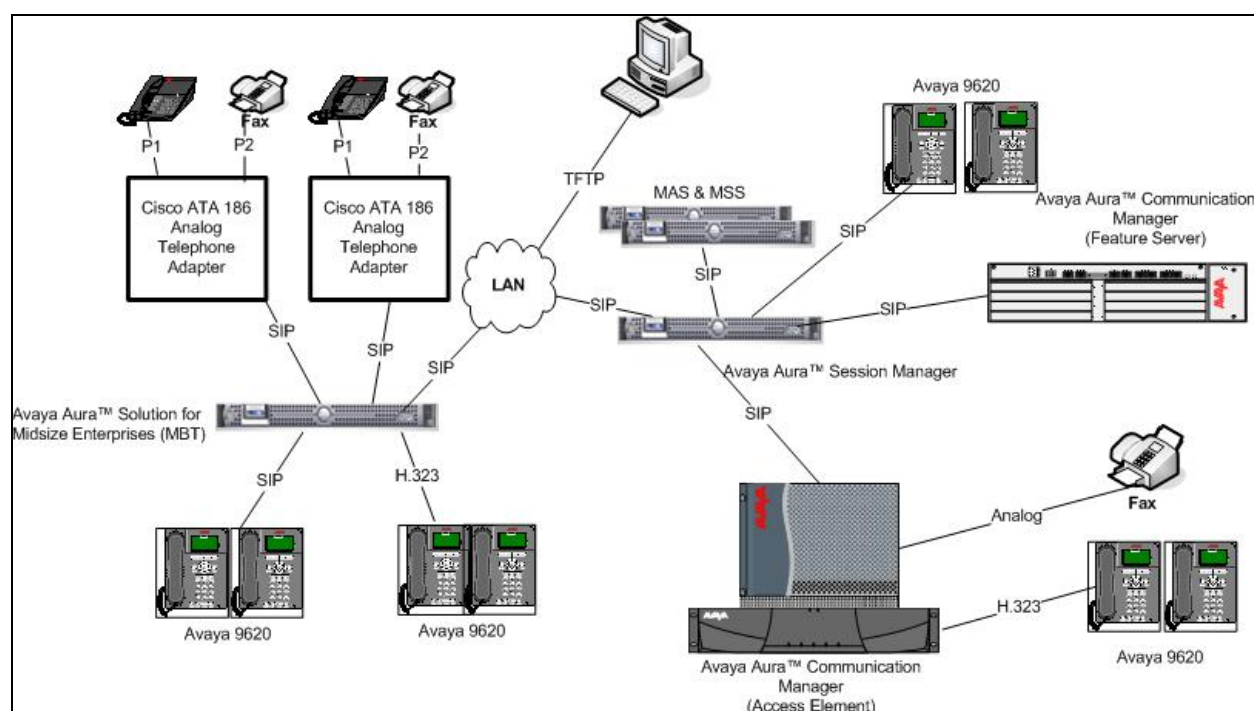 Avaya 9620
Fax
Fax
P1
P2
P1
P2
TFTP
MAS & MSS
Avaya Aura™ Communication
Manager
(Feature Server)
Cisco ATA 186
Analog
Telephone
Adapter
Cisco ATA 186
Analog
Telephone
Adapter
SIP
SIP
LAN
SIP
SIP
AVAYA
SIP
SIP
SIP
Avaya Aura™ Session Manager
Avaya Aura™ Solution for
Midsize Enterprises (MBT)
SIP
SIP
H.323
AVAYA
Analog
Fax
H.323
AVAYA
Avaya 9620
Avaya 9620
Avaya 9620
Avaya Aura™ Communication
Manager
(Access Element)